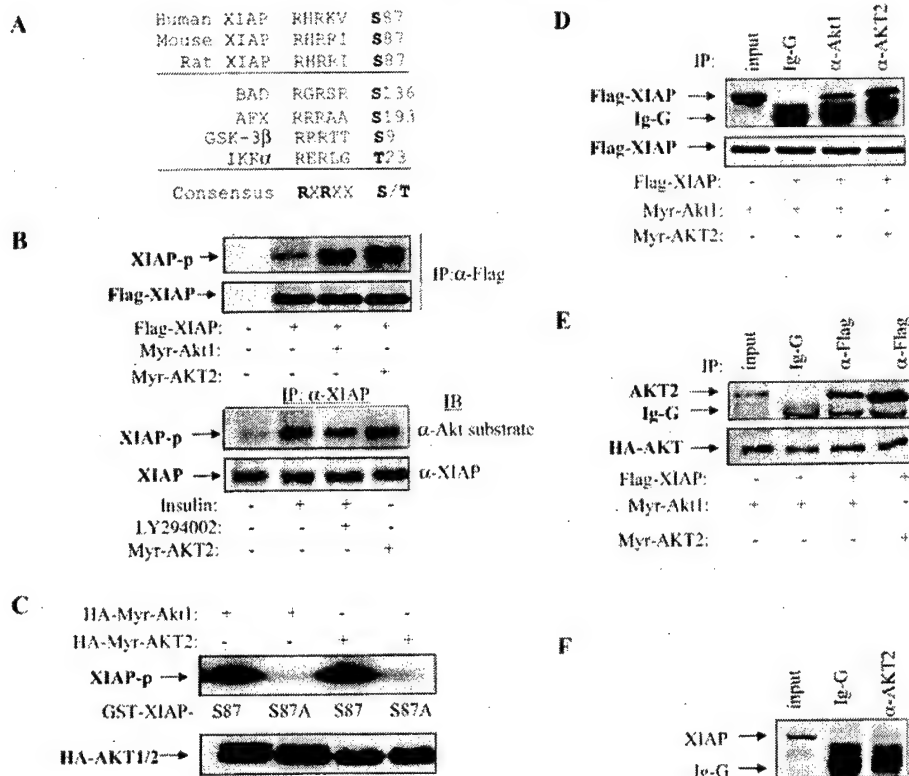 A
Human XIAP RHRKV S87
Mouse XIAP RHRRI S87
Rat XIAP RHRRI S87
BAD RGRSR S136
AFX RRRAA S193
GSK-3β RPRTT S9
IKKα RERLG T23
Consensus RXRXX S/T
B
XIAP-p
Flag-XIAP
IP:α-Flag
Flag-XIAP: - + + +
Myr-Akt1: - - + -
Myr-AKT2: - - - +
IP: α-XIAP
IB
XIAP-p
α-Akt substrate
XIAP
α-XIAP
Insulin: - + + -
LY294002: - - + -
Myr-AKT2: - - - +
C
HA-Myr-Akt1: + + - -
HA-Myr-AKT2: - - + +
XIAP-p
GST-XIAP- S87 S87A S87 S87A
HA-AKT1/2
D
IP: input Ig-G α-Akt1 α-AKT2
Flag-XIAP
Ig-G
Flag-XIAP
Flag-XIAP: - + + +
Myr-Akt1: + + + -
Myr-AKT2: - - - +
E
IP: input Ig-G α-Flag α-Flag
AKT2
Ig-G
HA-AKT
Flag-XIAP: - - + +
Myr-Akt1: + + + -
Myr-AKT2: - - - +
F
input Ig-G α-AKT2
XIAP
Ig-G